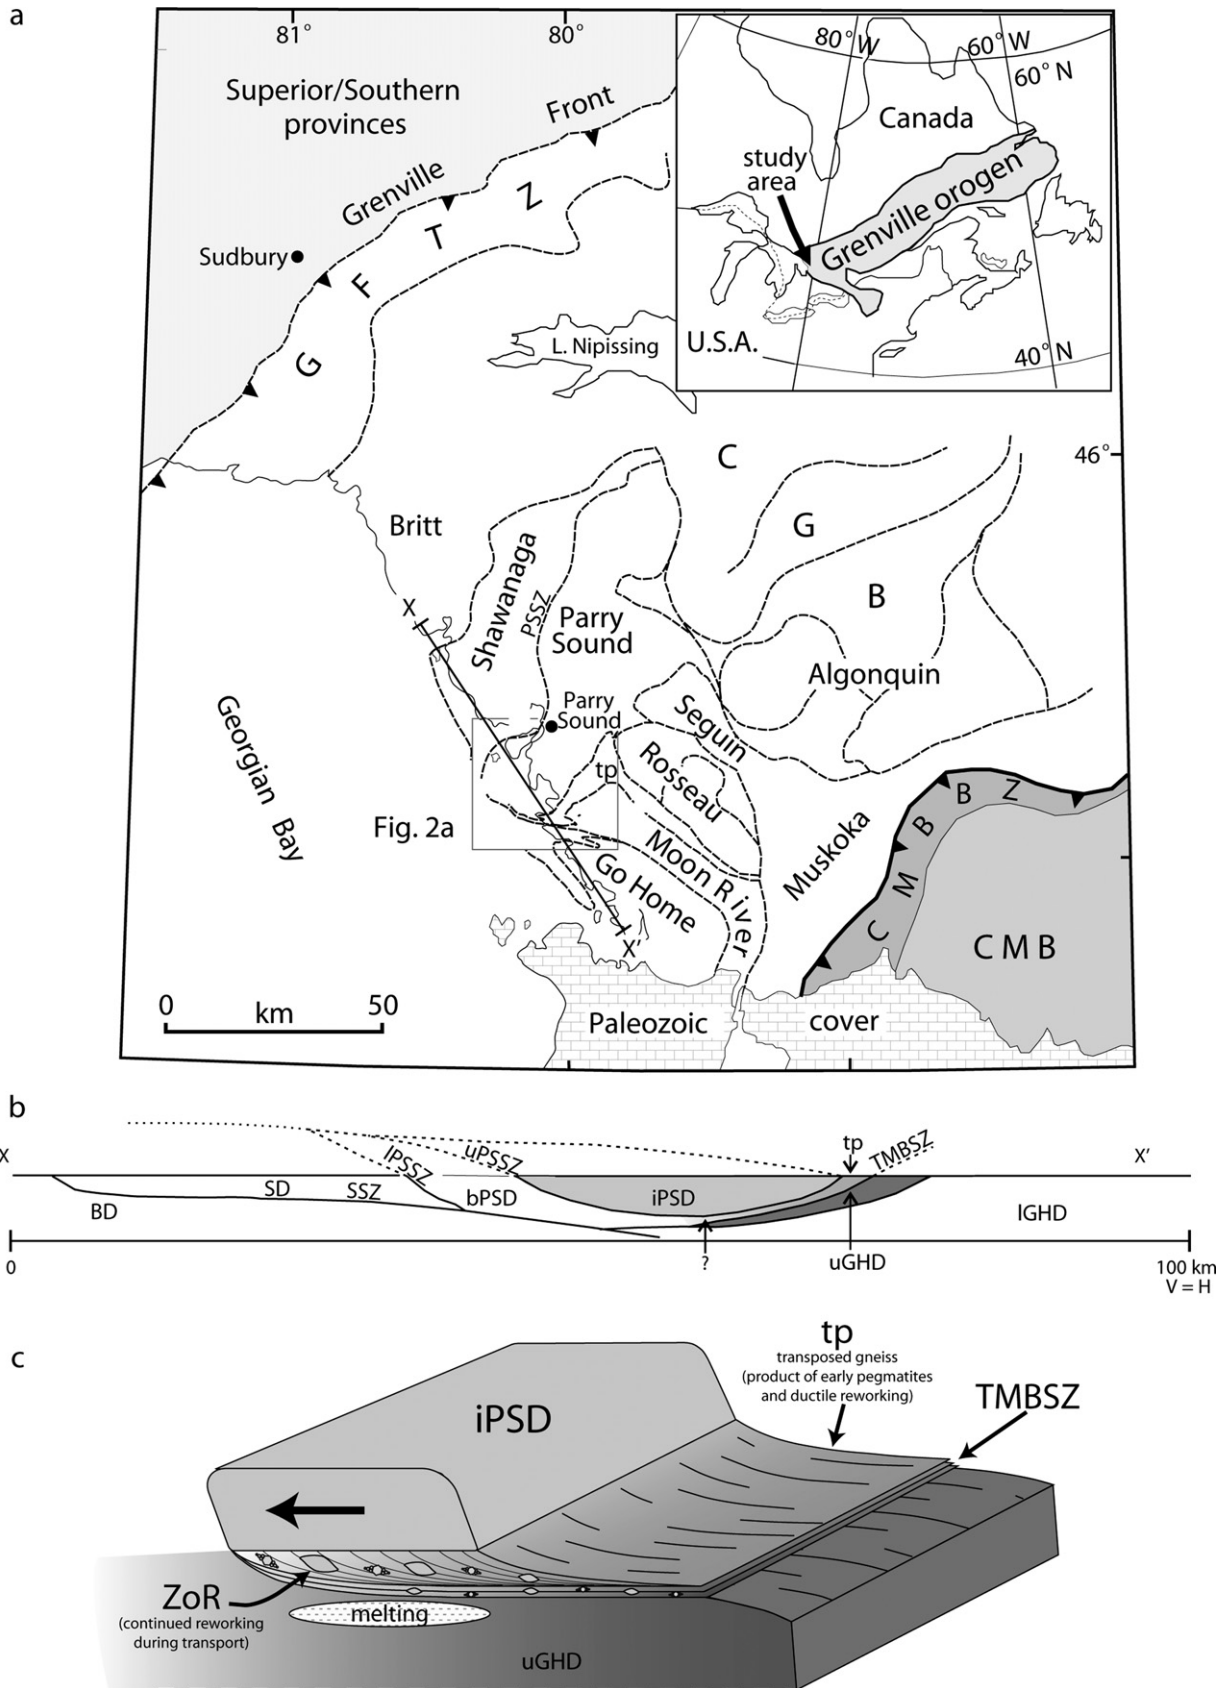 a
81°
80°
Superior/Southern
provinces
Grenville Front
G F T Z
Sudbury
L. Nipissing
80° W
60° W
60° N
Canada
study
area
Grenville orogen
U.S.A.
40° N
46°
C
G
B
Britt
X
Shawanaga
PSSZ
Parry
Sound
Algonquin
Parry
Sound
Seguin
Rosseau
tp
Georgian Bay
Fig. 2a
Moon River
Go Home
Muskoka
C M B B Z
C M B
X'
0 km 50
Paleozoic cover
b
X
lPSSZ
uPSSZ
tp
TMBSZ
X'
SD
SSZ
bPSD
iPSD
BD
lGHD
0
?
uGHD
100 km
V = H
c
iPSD
tp
transposed gneiss
(product of early pegmatites
and ductile reworking)
TMBSZ
ZoR
(continued reworking
during transport)
melting
uGHD